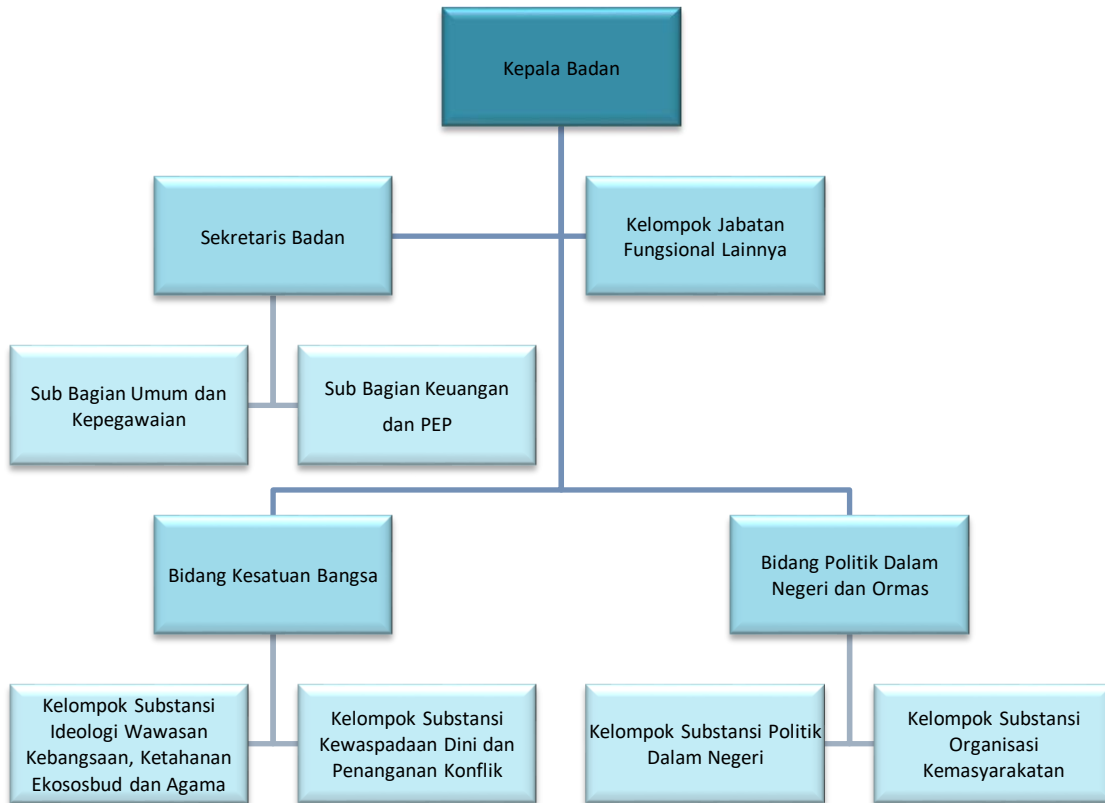 Kepala Badan
Sekretaris Badan
Kelompok Jabatan
Fungsional Lainnya
Sub Bagian Umum dan
Kepegawaian
Sub Bagian Keuangan
dan PEP
Bidang Kesatuan Bangsa
Bidang Politik Dalam
Negeri dan Ormas
Kelompok Substansi
Ideologi Wawasan
Kebangsaan, Ketahanan
Ekososbud dan Agama
Kelompok Substansi
Kewaspadaan Dini dan
Penanganan Konflik
Kelompok Substansi Politik
Dalam Negeri
Kelompok Substansi
Organisasi
Kemasyarakatan